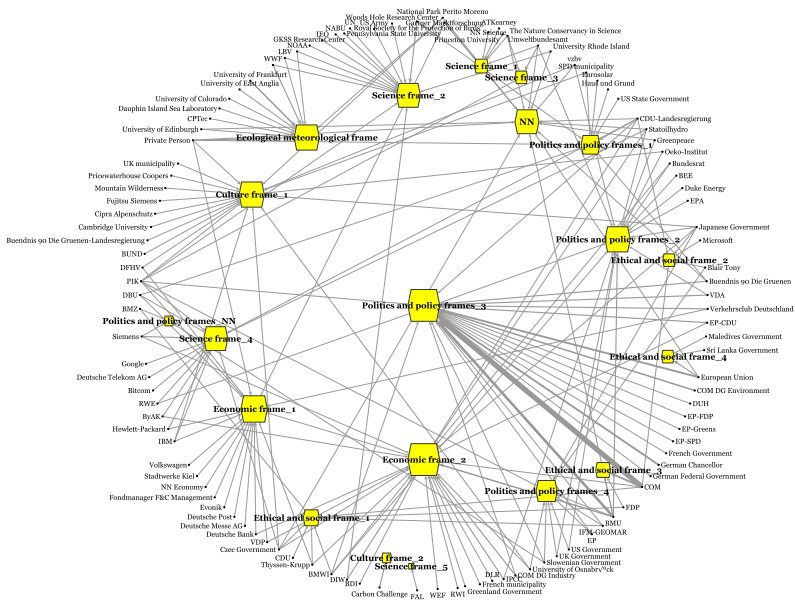 National Park Perito Moreno
Woods Hole Research Center
UN
US Army
Gartner Marktforschung
ATKearney
NABU
Royal Society for the Protection of Birds
The Nature Conservancy in Science
IFO
Pennsylvania State University
NN Science
GKSS Research Center
Princeton University
Umweltbundesamt
NOAA
University Rhode Island
LBV
vzbv
WWF
Science frame_1
SPD
municipality
University of Frankfurt
Science frame_3
Eurosolar
University of East Anglia
Haus und Grund
Science frame_2
University of Colorado
US State Government
Dauphin Island Sea Laboratory
CPTec
NN
CDU-Landesregierung
University of Edinburgh
Statoilhydro
Private Person
Ecological meteorological frame
Greenpeace
Politics and policy frames_1
Oeko-Institut
UK municipality
Bundesrat
Pricewaterhouse Coopers
BEE
Mountain Wilderness
Culture frame_1
Duke Energy
Fujitsu Siemens
EPA
Cipra Alpenschutz
Cambridge University
Japanese Government
Buendnis 90 Die Gruenen-Landesregierung
Politics and policy frames_2
Microsoft
BUND
Ethical and social frame_2
DFHV
Blair Tony
PIK
Buendnis 90 Die Gruenen
DBU
VDA
BMZ
Politics and policy frames_3
Verkehrsclub Deutschland
Politics and policy frames_NN
EP-CDU
Siemens
Science frame_4
Maledives Government
Sri Lanka Government
Ethical and social frame_4
Google
Deutsche Telekom AG
European Union
Bitcom
COM DG Environment
RWE
Economic frame_1
DUH
ByAK
EP-FDP
Hewlett-Packard
EP-Greens
IBM
EP-SPD
French Government
Volkswagen
Economic frame_2
German Chancellor
Stadtwerke Kiel
Ethical and social frame_3
German Federal Government
NN Economy
COM
Fondmanager F&C Management
Politics and policy frames_4
Evonik
FDP
Deutsche Post
Ethical and social frame_1
BMU
Deutsche Messe AG
IFM-GEOMAR
Deutsche Bank
EP
VDP
Czec Government
US Government
CDU
Culture frame_2
UK Government
Thyssen-Krupp
Science frame_5
Slovenian Government
BMWI
University of Osnabrück
DIW
DLR
IPCC
COM DG Industry
BDI
French municipality
Carbon Challenge
FAL
WEF
RWI
Greenland Government